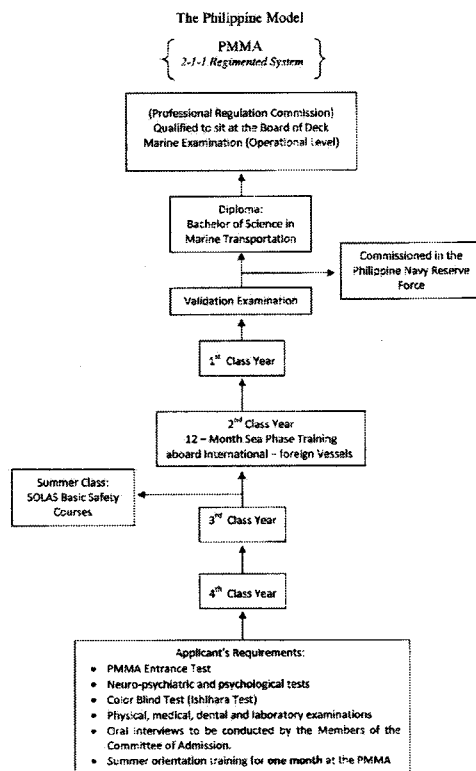 The Philippine Model
PMMA
2-1-1 Regimented System
(Professional Regulation Commission)
Qualified to sit at the Board of Deck
Marine Examination (Operational Level)
Diploma:
Bachelor of Science in
Marine Transportation
Commissioned in the
Philippine Navy Reserve
Force
Validation Examination
1st Class Year
2nd Class Year
12 – Month Sea Phase Training
aboard International – foreign Vessels
Summer Class:
SOLAS Basic Safety
Courses
3rd Class Year
4th Class Year
Applicant's Requirements:
• PMMA Entrance Test
• Neuro-psychiatric and psychological tests
• Color Blind Test (Ishihara Test)
• Physical, medical, dental and laboratory examinations
• Oral interviews to be conducted by the Members of the
Committee of Admission.
• Summer orientation training for one month at the PMMA